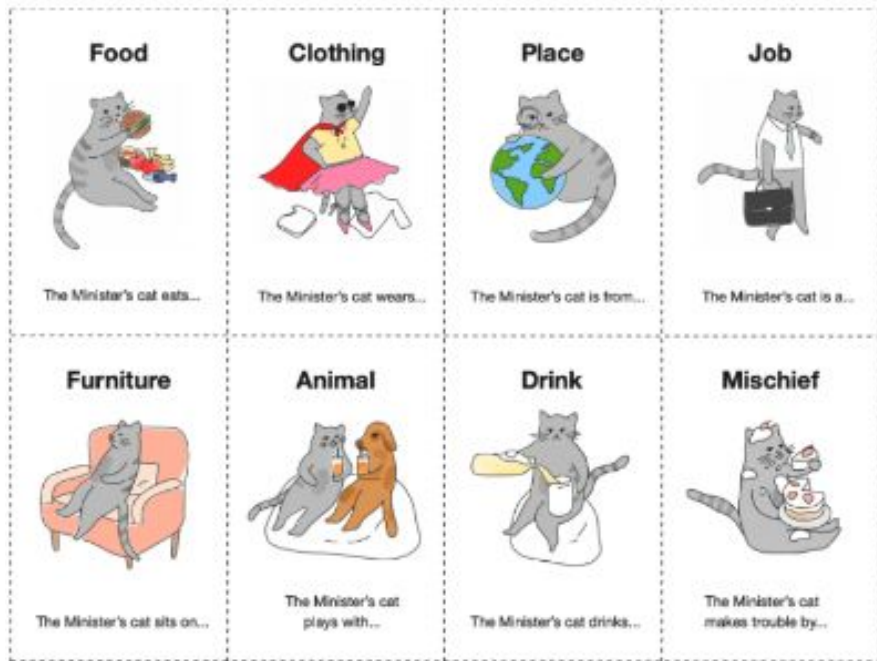 Food
Clothing
Place
Job
The Minister's cat eats...
The Minister's cat wears...
The Minister's cat is from...
The Minister's cat is a...
Furniture
Animal
Drink
Mischief
The Minister's cat sits on...
The Minister's cat
plays with...
The Minister's cat drinks...
The Minister's cat
makes trouble by...